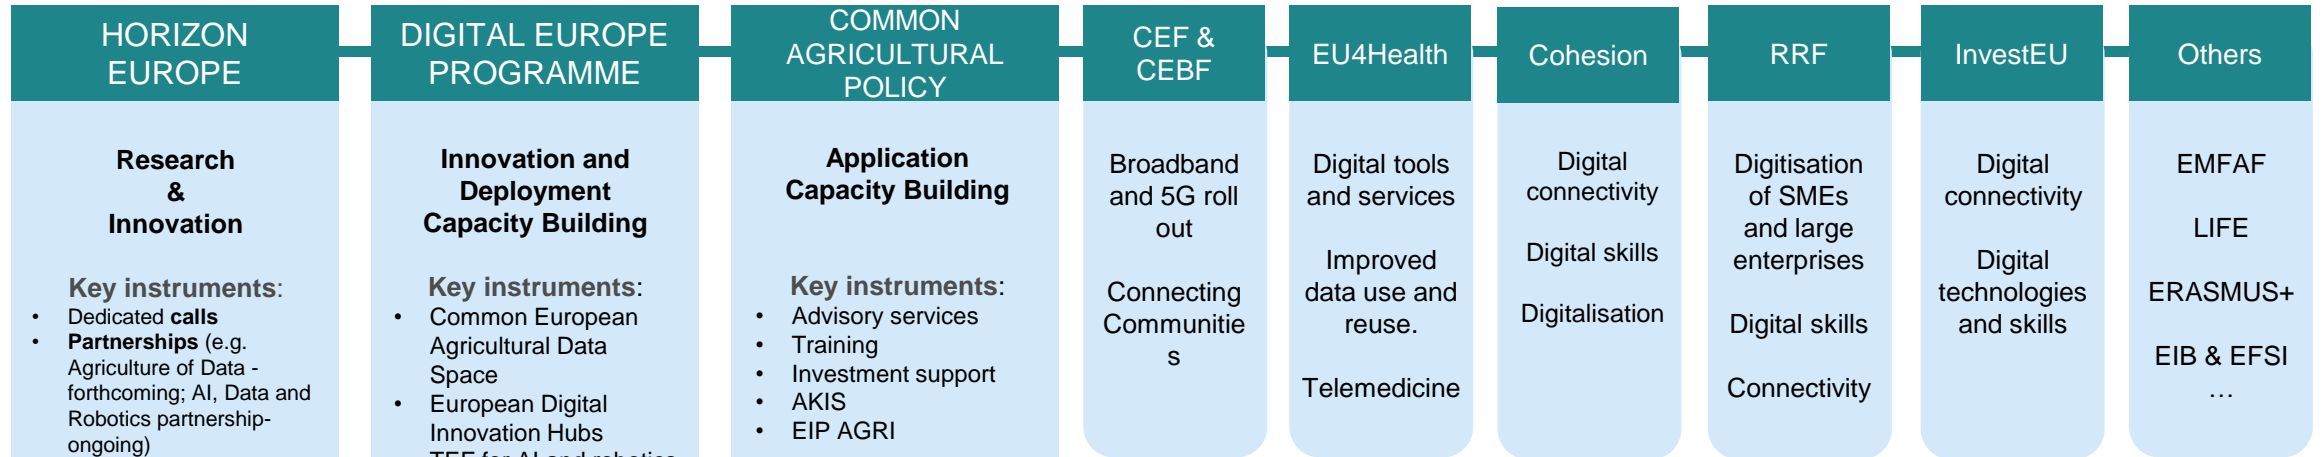 HORIZON
EUROPE
Research
&
Innovation
Key instruments:
• Dedicated calls
• Partnerships (e.g.
Agriculture of Data -
forthcoming; AI, Data and
Robotics partnership-
ongoing)
DIGITAL EUROPE
PROGRAMME
Innovation and
Deployment
Capacity Building
Key instruments:
• Common European
Agricultural Data
Space
• European Digital
Innovation Hubs
TEF for AI and robotics
COMMON
AGRICULTURAL
POLICY
Application
Capacity Building
Key instruments:
• Advisory services
• Training
• Investment support
• AKIS
• EIP AGRI
CEF &
CEBF
Broadband
and 5G roll
out
Connecting
Communitie
s
EU4Health
Digital tools
and services
Improved
data use and
reuse.
Telemedicine
Cohesion
Digital
connectivity
Digital skills
Digitalisation
RRF
Digitisation
of SMEs
and large
enterprises
Digital skills
Connectivity
InvestEU
Digital
connectivity
Digital
technologies
and skills
Others
EMFAF
LIFE
ERASMUS+
EIB & EFSI
…